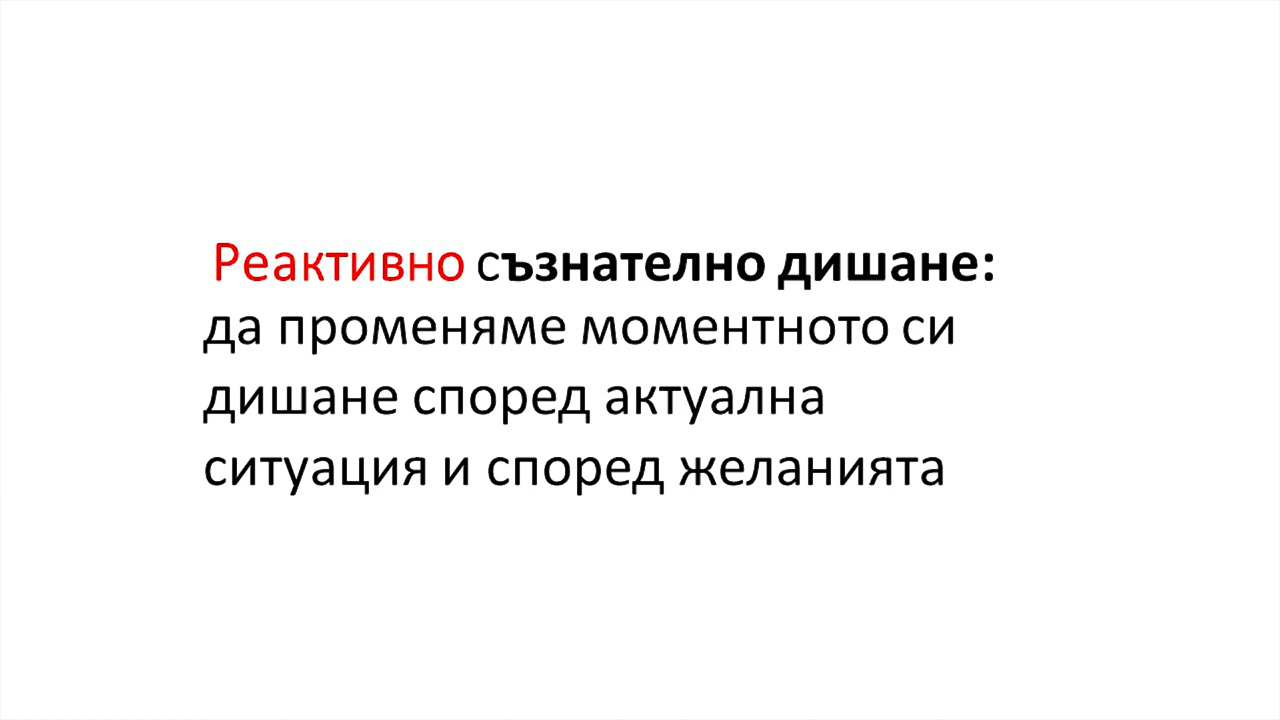 Реактивно съзнателно дишане:
да променяме моментното си
дишане според актуална
ситуация и според желанията